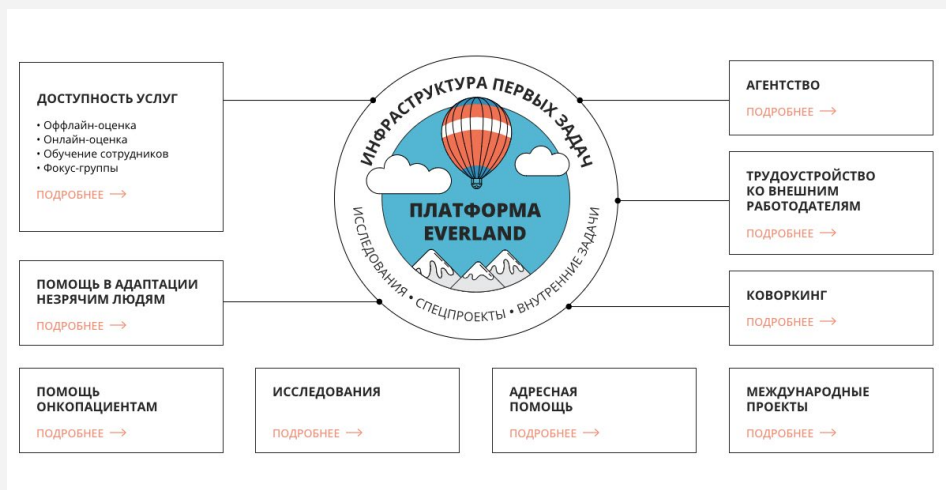 ДОСТУПНОСТЬ УСЛУГ
• Оффлайн-оценка
• Онлайн-оценка
• Обучение сотрудников
• Фокус-группы
ПОДРОБНЕЕ →
ПОМОЩЬ В АДАПТАЦИИ
НЕЗРЯЧИМ ЛЮДЯМ
ПОДРОБНЕЕ →
ИНФРАСТРУКТУРА ПЕРВЫХ ЗАДАЧ
ПЛАТФОРМА
EVERLAND
ИССЛЕДОВАНИЯ • СПЕЦПРОЕКТЫ • ВНУТРЕННИЕ ЗАДАЧИ
АГЕНТСТВО
ПОДРОБНЕЕ →
ТРУДОУСТРОЙСТВО
КО ВНЕШНИМ
РАБОТОДАТЕЛЯМ
ПОДРОБНЕЕ →
КОВОРКИНГ
ПОДРОБНЕЕ →
ПОМОЩЬ
ОНКОПАЦИЕНТАМ
ПОДРОБНЕЕ →
ИССЛЕДОВАНИЯ
ПОДРОБНЕЕ →
АДРЕСНАЯ
ПОМОЩЬ
ПОДРОБНЕЕ →
МЕЖДУНАРОДНЫЕ
ПРОЕКТЫ
ПОДРОБНЕЕ →